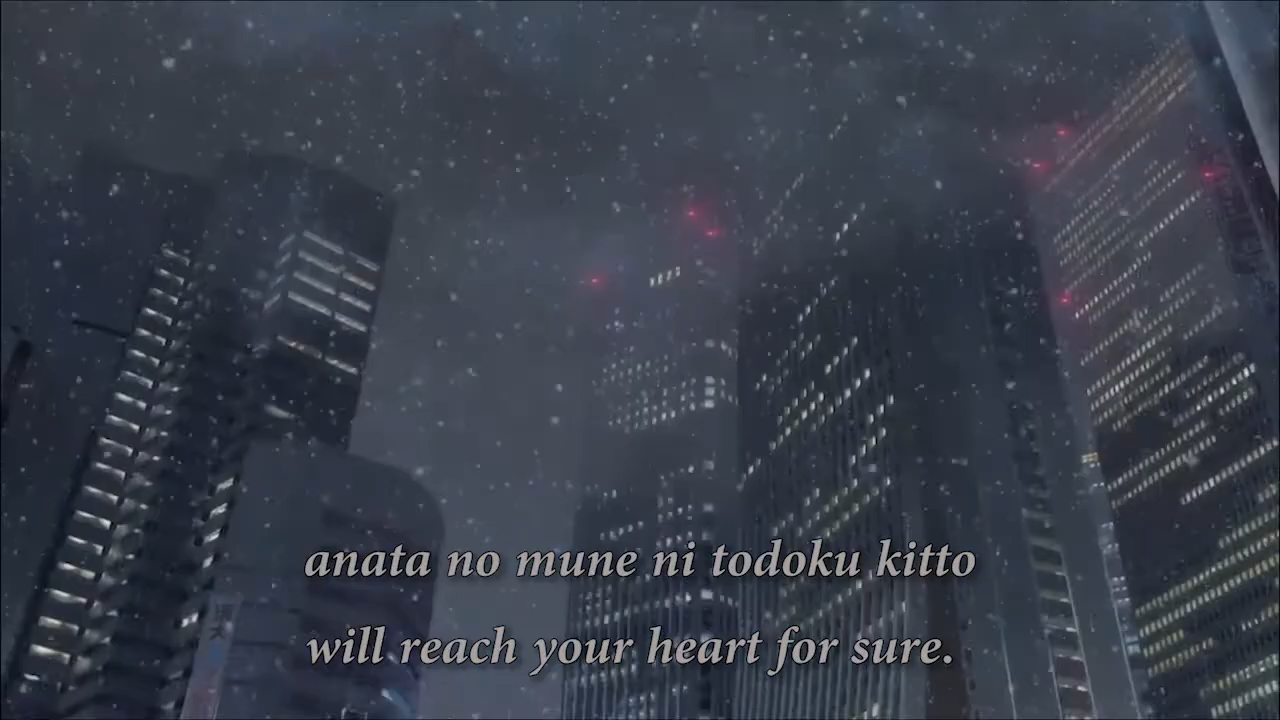 anata no mune ni todoku kitto
will reach your heart for sure.